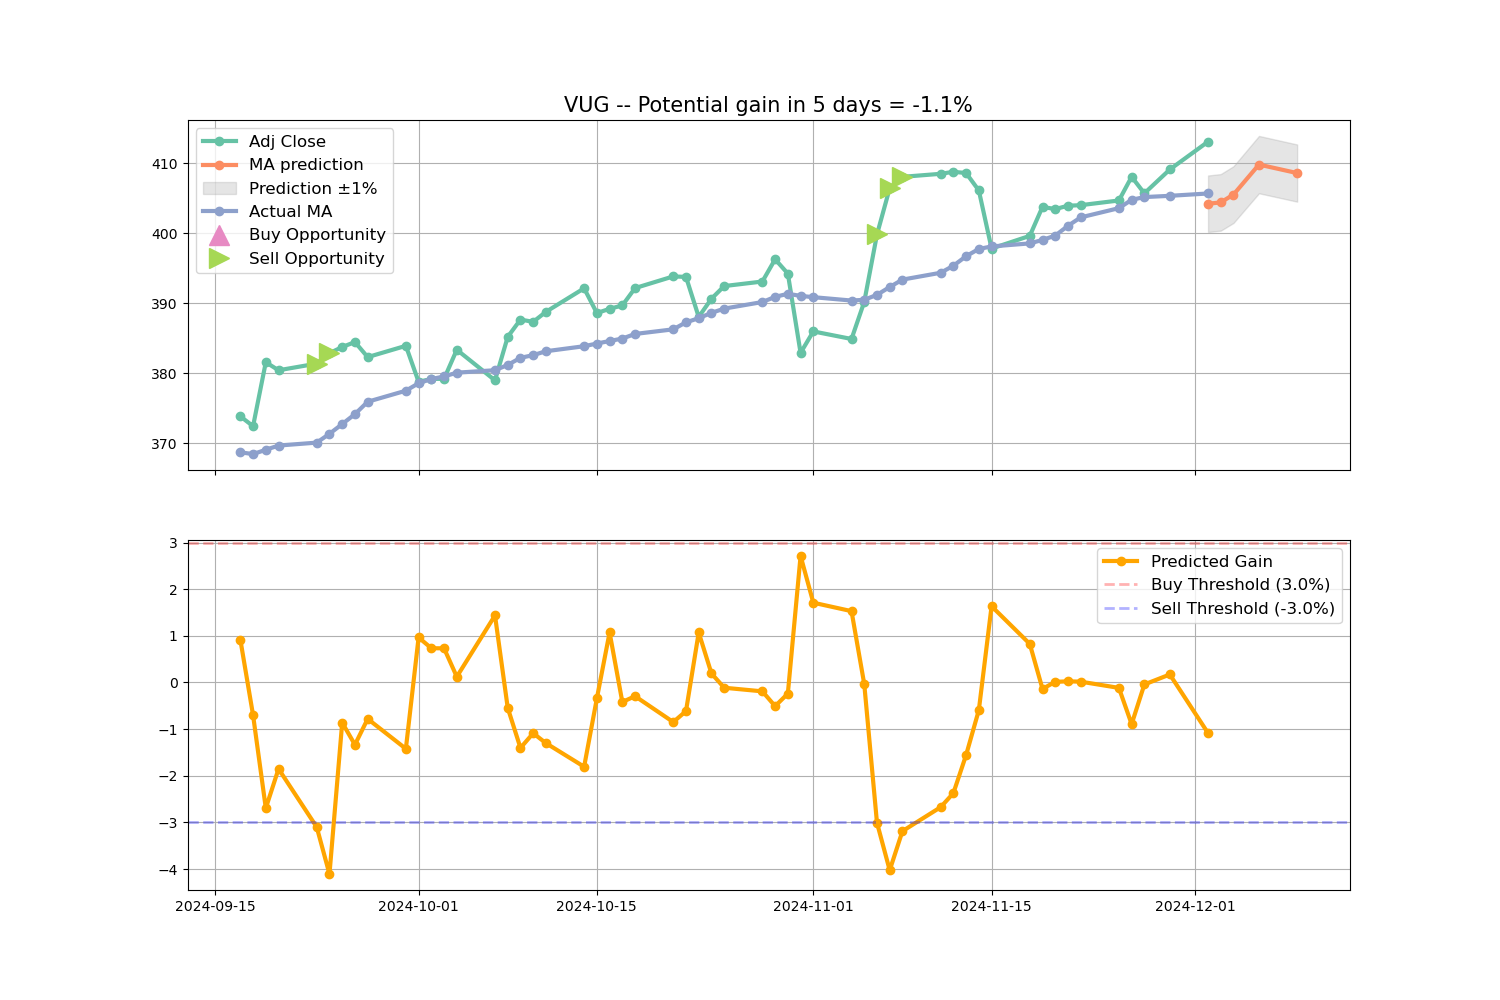 VUG -- Potential gain in 5 days = -1.1%
Adj Close
MA prediction
Prediction ±1%
Actual MA
Buy Opportunity
Sell Opportunity
410
400
390
380
370
3
2
1
0
−1
−2
−3
−4
Predicted Gain
Buy Threshold (3.0%)
Sell Threshold (-3.0%)
2024-09-15 2024-10-01 2024-10-15 2024-11-01 2024-11-15 2024-12-01